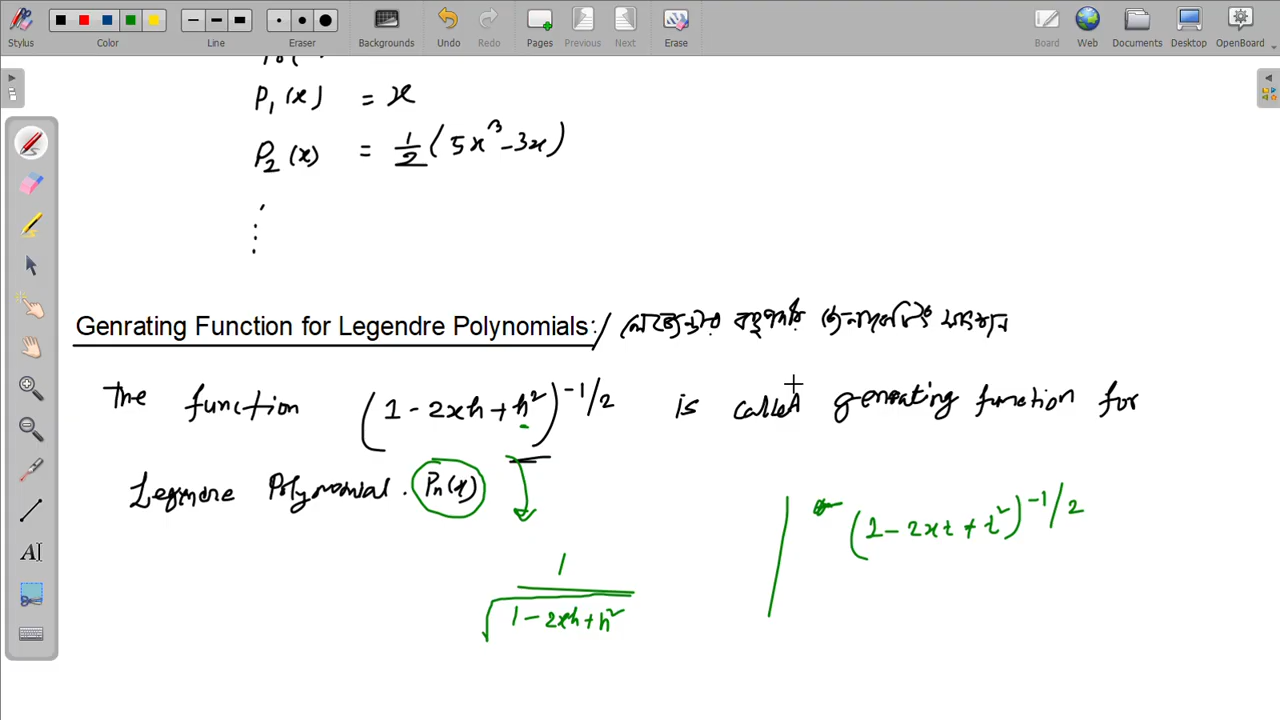 Stylus Color Line Eraser Backgrounds Undo Redo Pages Previous Next Erase Board Web Documents Desktop OpenBoard
P₁(x) = x
P₂(x) = 1/2 (5x³ - 3x)
⋮
Genrating Function for Legendre Polynomials:/
The function (1 - 2xh + h²)^-1/2 is called generating function for
Legendre Polynomial. Pn(x)
(1 - 2xt + t²)^-1/2
1/√(1 - 2xh + h²)